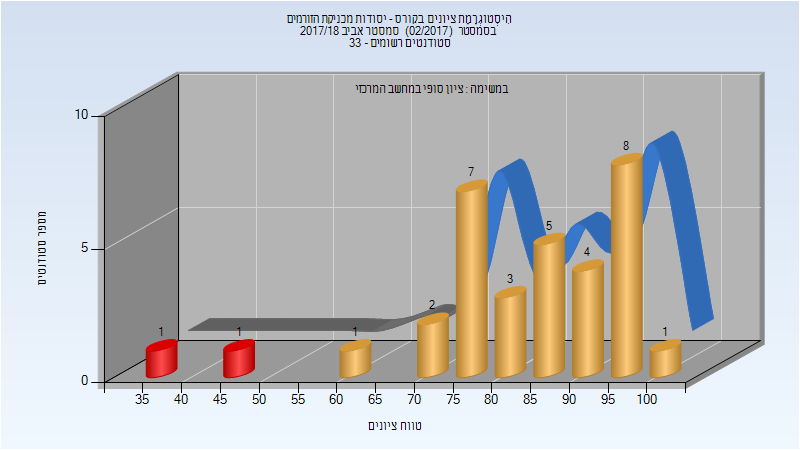 היסטוגרמת ציונים בקורס - יסודות מכניקת הזורמים
בסמסטר (02/2017) סמסטר אביב 2017/18
סטודנטים רשומים - 33
במשימה : ציון סופי במחשב המרכזי
מספר סטודנטים
10
5
0
1
1
1
2
7
3
5
4
8
1
35 40 45 50 55 60 65 70 75 80 85 90 95 100
טווח ציונים